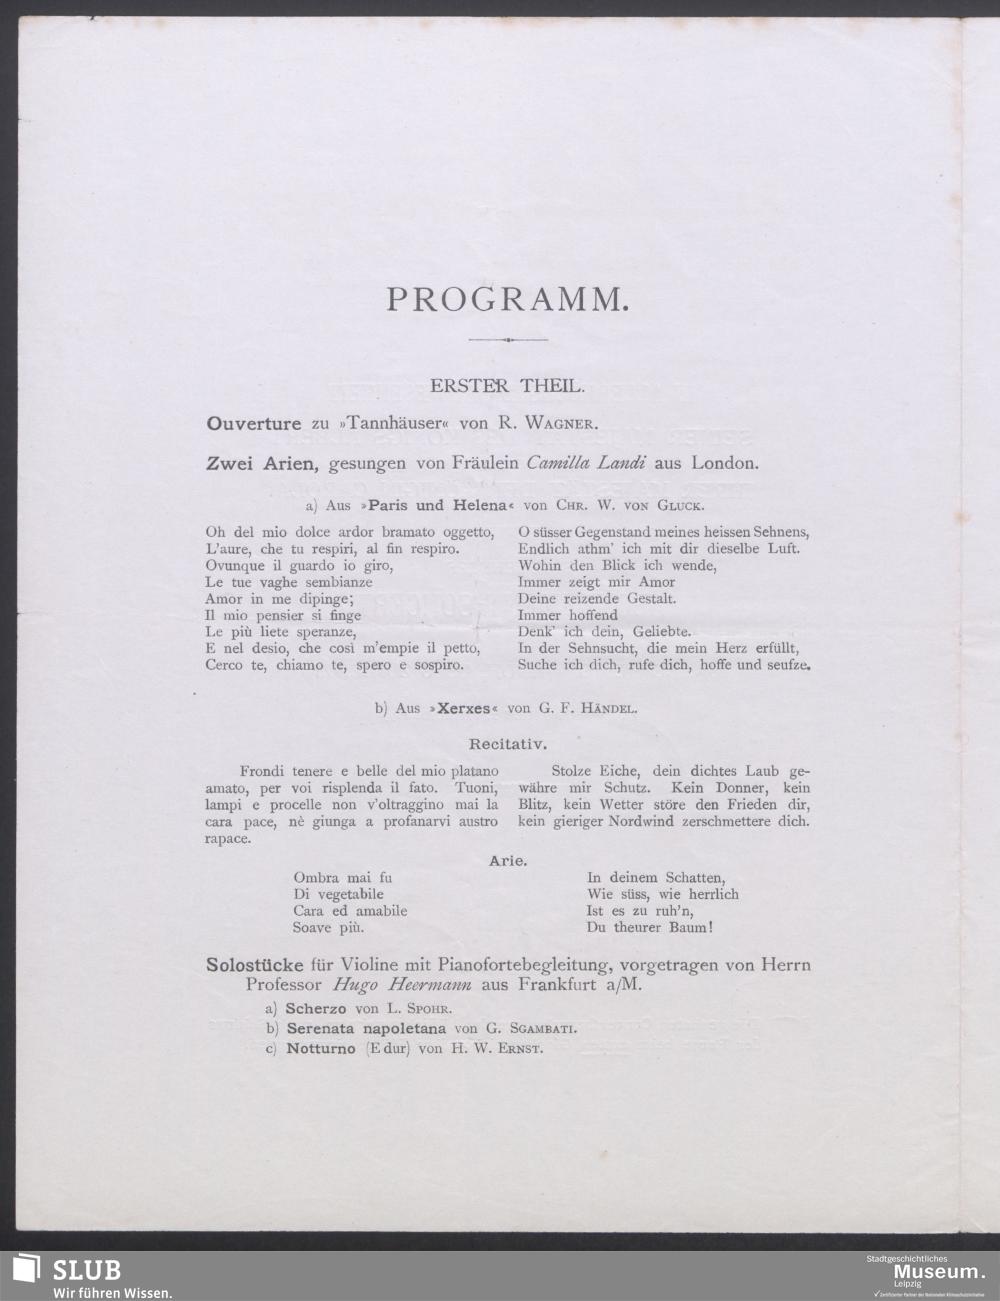 PROGRAMM.
ERSTER THEIL.
Ouverture zu »Tannhäuser« von R. WAGNER.
Zwei Arien, gesungen von Fräulein Camilla Landi aus London.
a) Aus »Paris und Helena« von CHR. W. VON GLUCK.
Oh del mio dolce ardor bramato oggetto,
L'aure, che tu respiri, al fin respiro.
Ovunque il guardo io giro,
Le tue vaghe sembianze
Amor in me dipinge;
Il mio pensier si finge
Le più liete speranze,
E nel desio, che così m'empie il petto,
Cerco te, chiamo te, spero e sospiro.
O süsser Gegenstand meines heissen Sehnens,
Endlich athm' ich mit dir dieselbe Luft.
Wohin den Blick ich wende,
Immer zeigt mir Amor
Deine reizende Gestalt.
Immer hoffend
Denk' ich dein, Geliebte.
In der Sehnsucht, die mein Herz erfüllt,
Suche ich dich, rufe dich, hoffe und seufze.
b) Aus »Xerxes« von G. F. HÄNDEL.
Recitativ.
Frondi tenere e belle del mio platano
amato, per voi risplenda il fato. Tuoni,
lampi e procelle non v'oltraggino mai la
cara pace, nè giunga a profanarvi austro
rapace.
Stolze Eiche, dein dichtes Laub ge-
währe mir Schutz. Kein Donner, kein
Blitz, kein Wetter störe den Frieden dir,
kein gieriger Nordwind zerschmettere dich.
Arie.
Ombra mai fu
Di vegetabile
Cara ed amabile
Soave più.
In deinem Schatten,
Wie süss, wie herrlich
Ist es zu ruh'n,
Du theurer Baum!
Solostücke für Violine mit Pianofortebegleitung, vorgetragen von Herrn
Professor Hugo Heermann aus Frankfurt a/M.
a) Scherzo von L. SPOHR.
b) Serenata napoletana von G. SGAMBATI.
c) Notturno (E dur) von H. W. ERNST.
SLUB
Wir führen Wissen.
Stadtgeschichtliches
Museum.
Leipzig
Zertifizierter Partner der Nationalen Klimaschutzinitiative